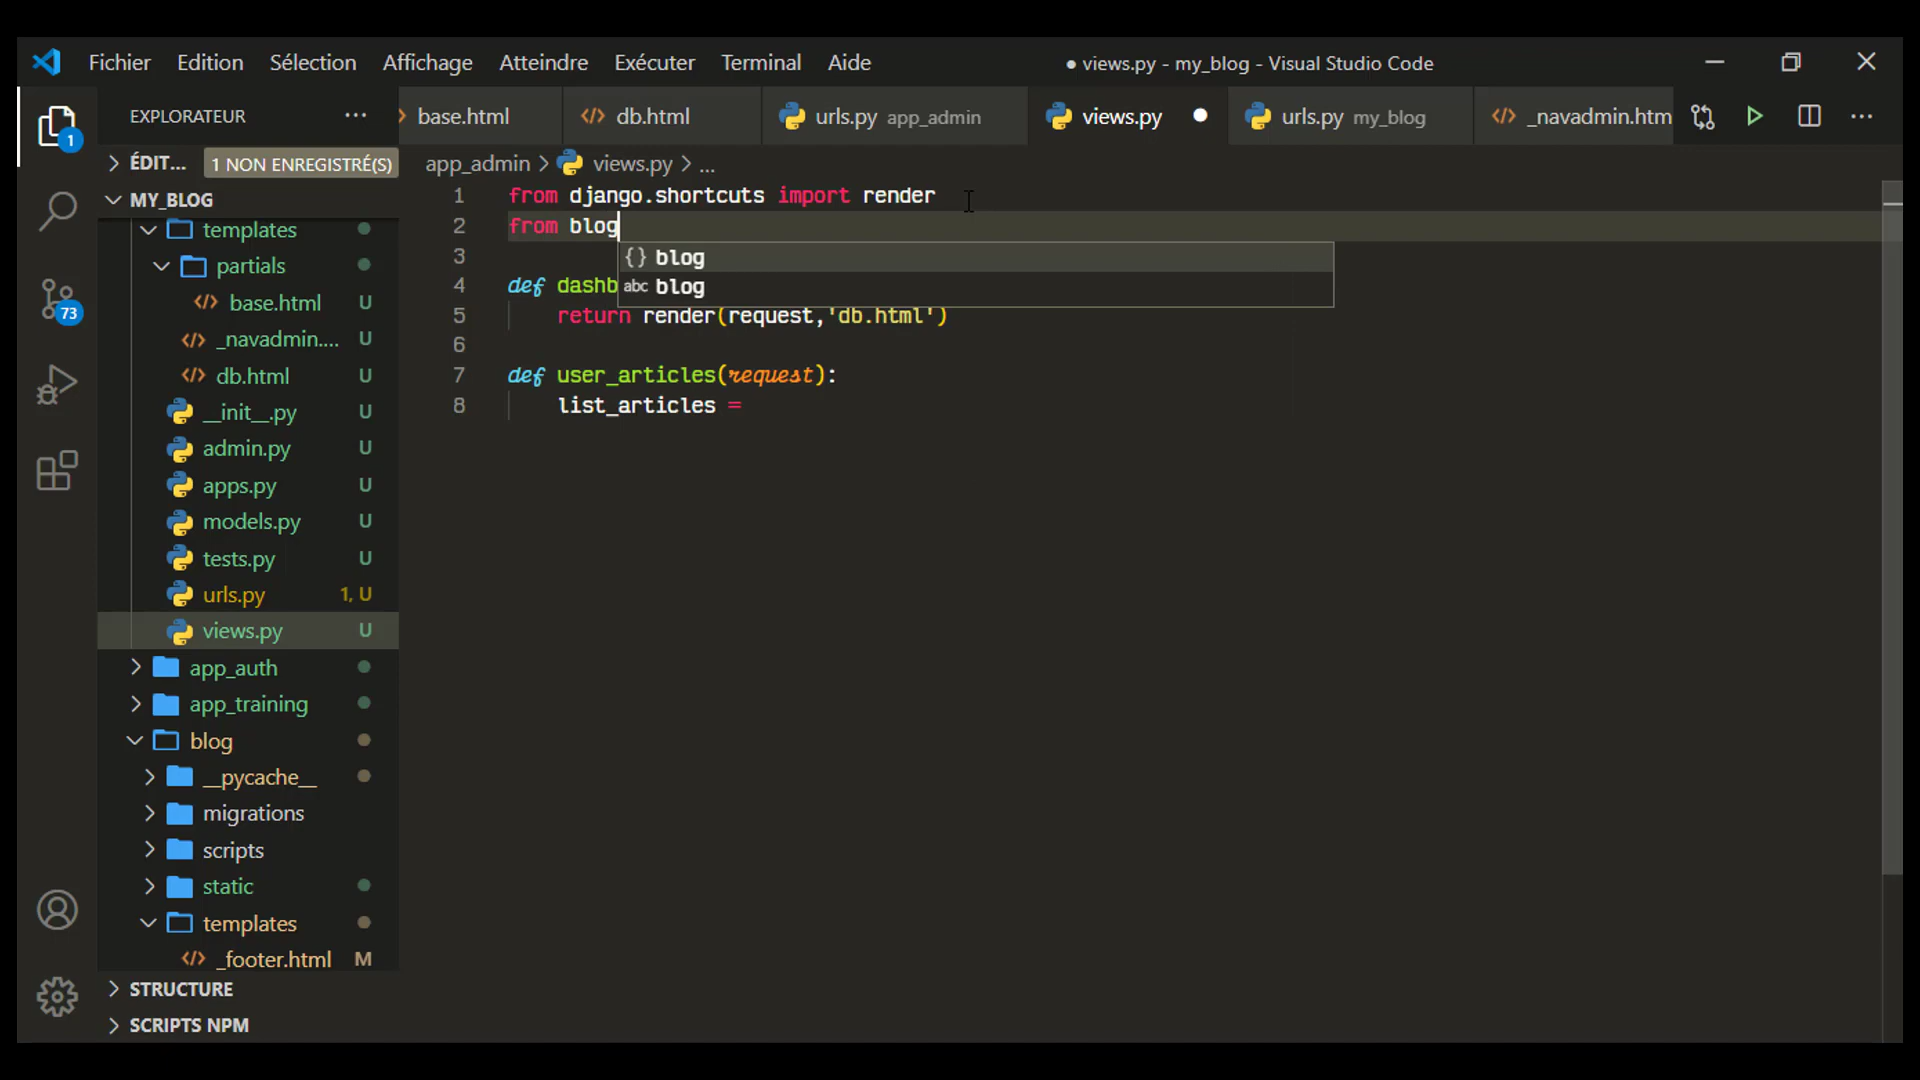 Fichier Edition Sélection Affichage Atteindre Exécuter Terminal Aide ● views.py - my_blog - Visual Studio Code
EXPLORATEUR ... base.html db.html urls.py app_admin views.py urls.py my_blog _navadmin.htm ...
ÉDIT... 1 NON ENREGISTRÉ(S) app_admin > views.py > ...
MY_BLOG
templates
partials
base.html U
_navadmin.... U
db.html U
__init__.py U
admin.py U
apps.py U
models.py U
tests.py U
urls.py 1, U
views.py U
app_auth
app_training
blog
__pycache__
migrations
scripts
static
templates
_footer.html M
STRUCTURE
SCRIPTS NPM
1
73
1 from django.shortcuts import render
2 from blog
3
4 def dashb
5 return render(request,'db.html')
6
7 def user_articles(request):
8 list_articles =
{} blog
abc blog